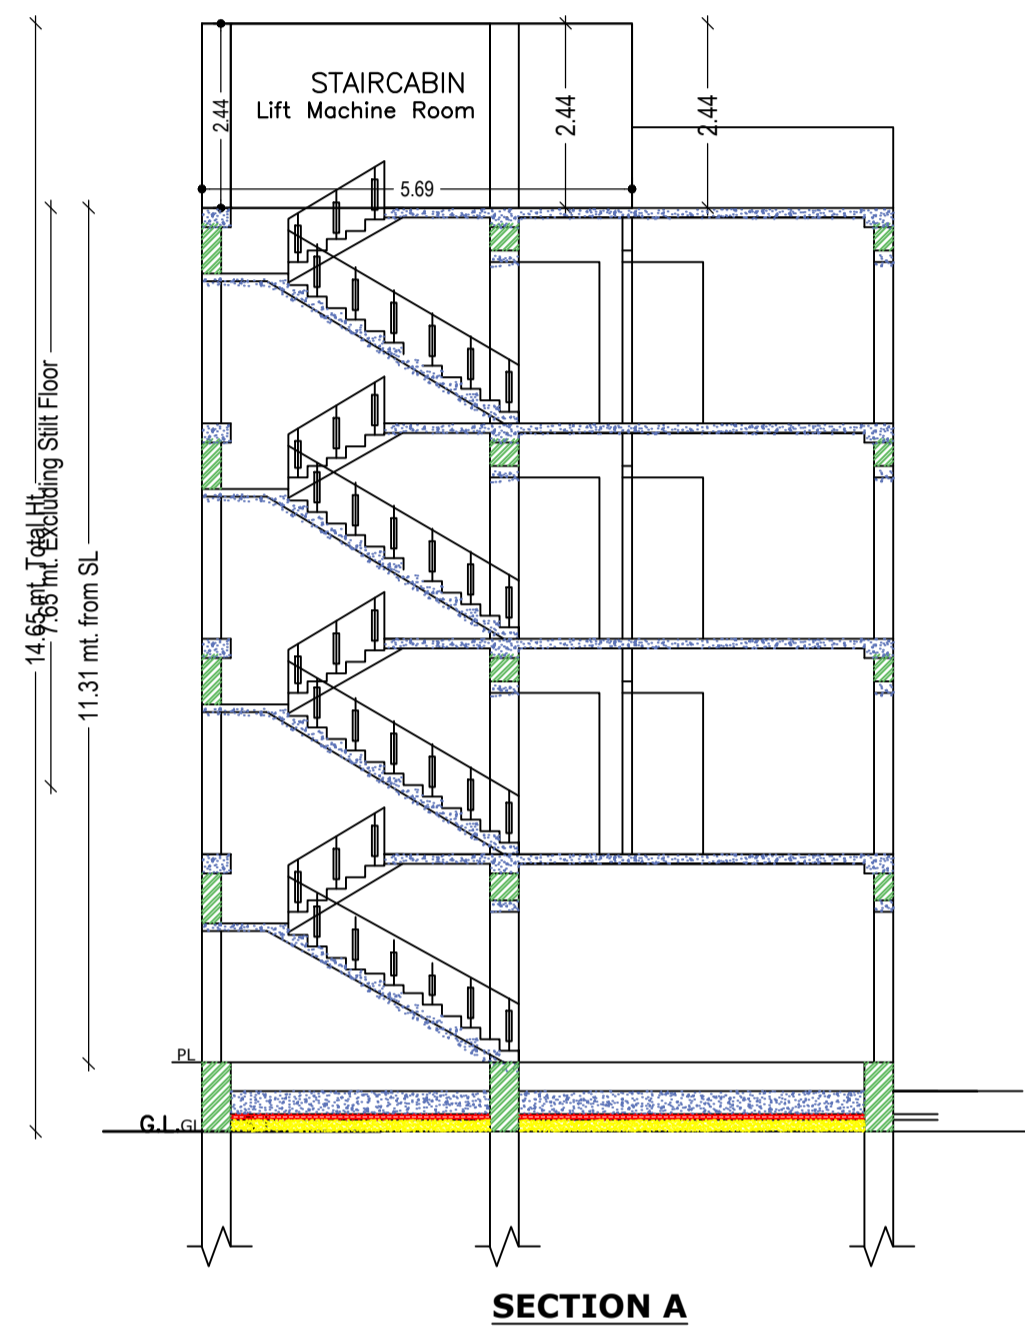 STAIRCABIN
Lift Machine Room
2.44
2.44
2.44
5.69
14.65 mt. Total Ht.
7.65 mt. Excluding Stilt Floor
11.31 mt. from SL
PL
G.L.
GL
SECTION A